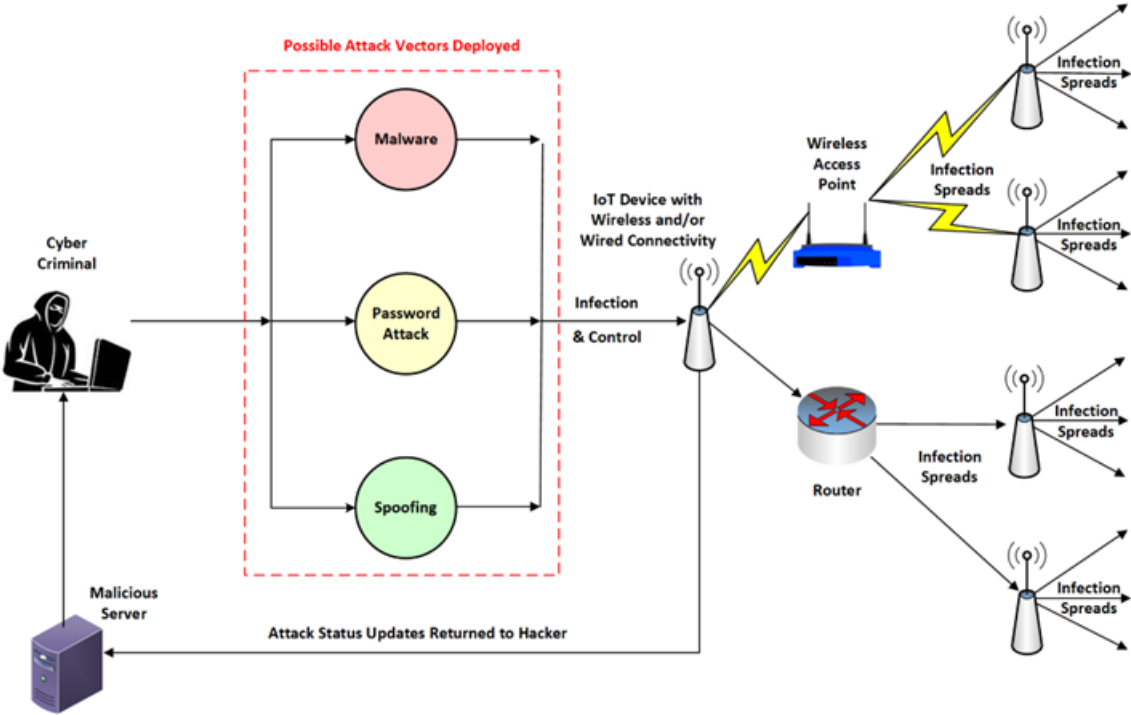 Possible Attack Vectors Deployed
Malware
Password
Attack
Spoofing
Cyber
Criminal
Malicious
Server
Attack Status Updates Returned to Hacker
Infection
& Control
IoT Device with
Wireless and/or
Wired Connectivity
Wireless
Access
Point
Router
Infection
Spreads
Infection
Spreads
Infection
Spreads
Infection
Spreads
Infection
Spreads
Infection
Spreads